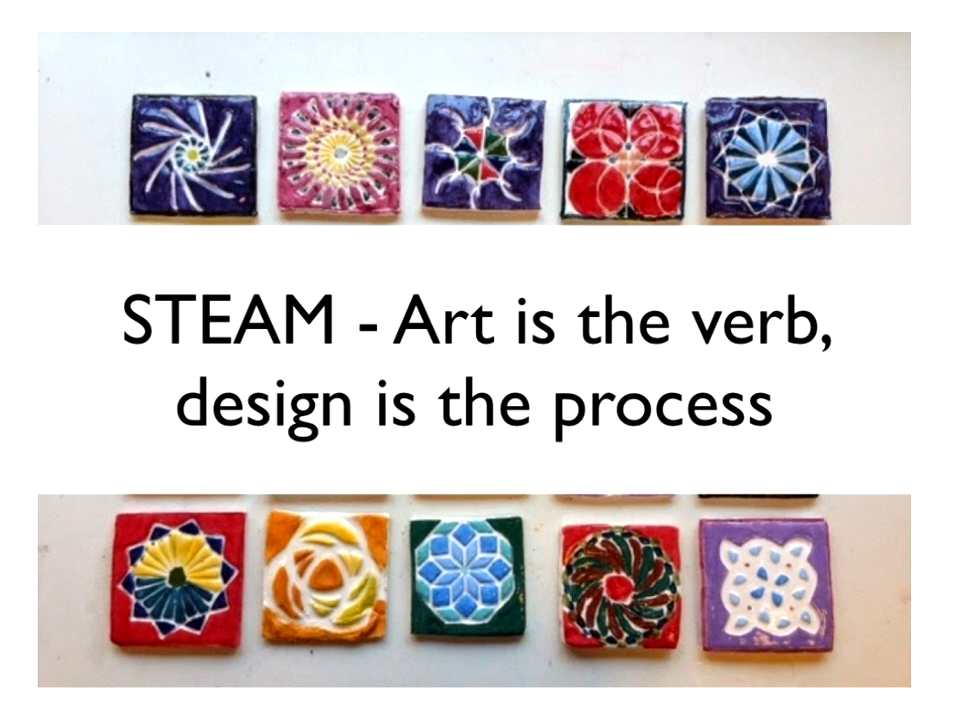 STEAM - Art is the verb,
design is the process